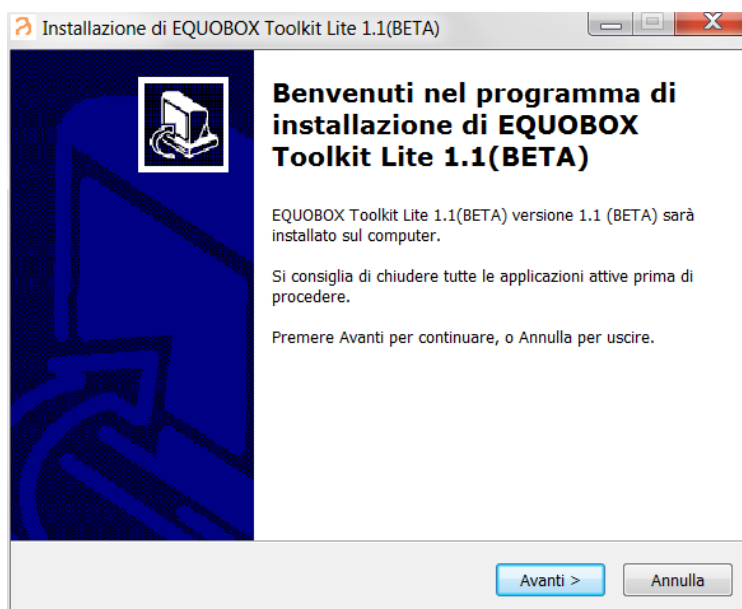 Installazione di EQUOBOX Toolkit Lite 1.1(BETA)
Benvenuti nel programma di
installazione di EQUOBOX
Toolkit Lite 1.1(BETA)
EQUOBOX Toolkit Lite 1.1(BETA) versione 1.1 (BETA) sarà
installato sul computer.
Si consiglia di chiudere tutte le applicazioni attive prima di
procedere.
Premere Avanti per continuare, o Annulla per uscire.
Avanti > Annulla